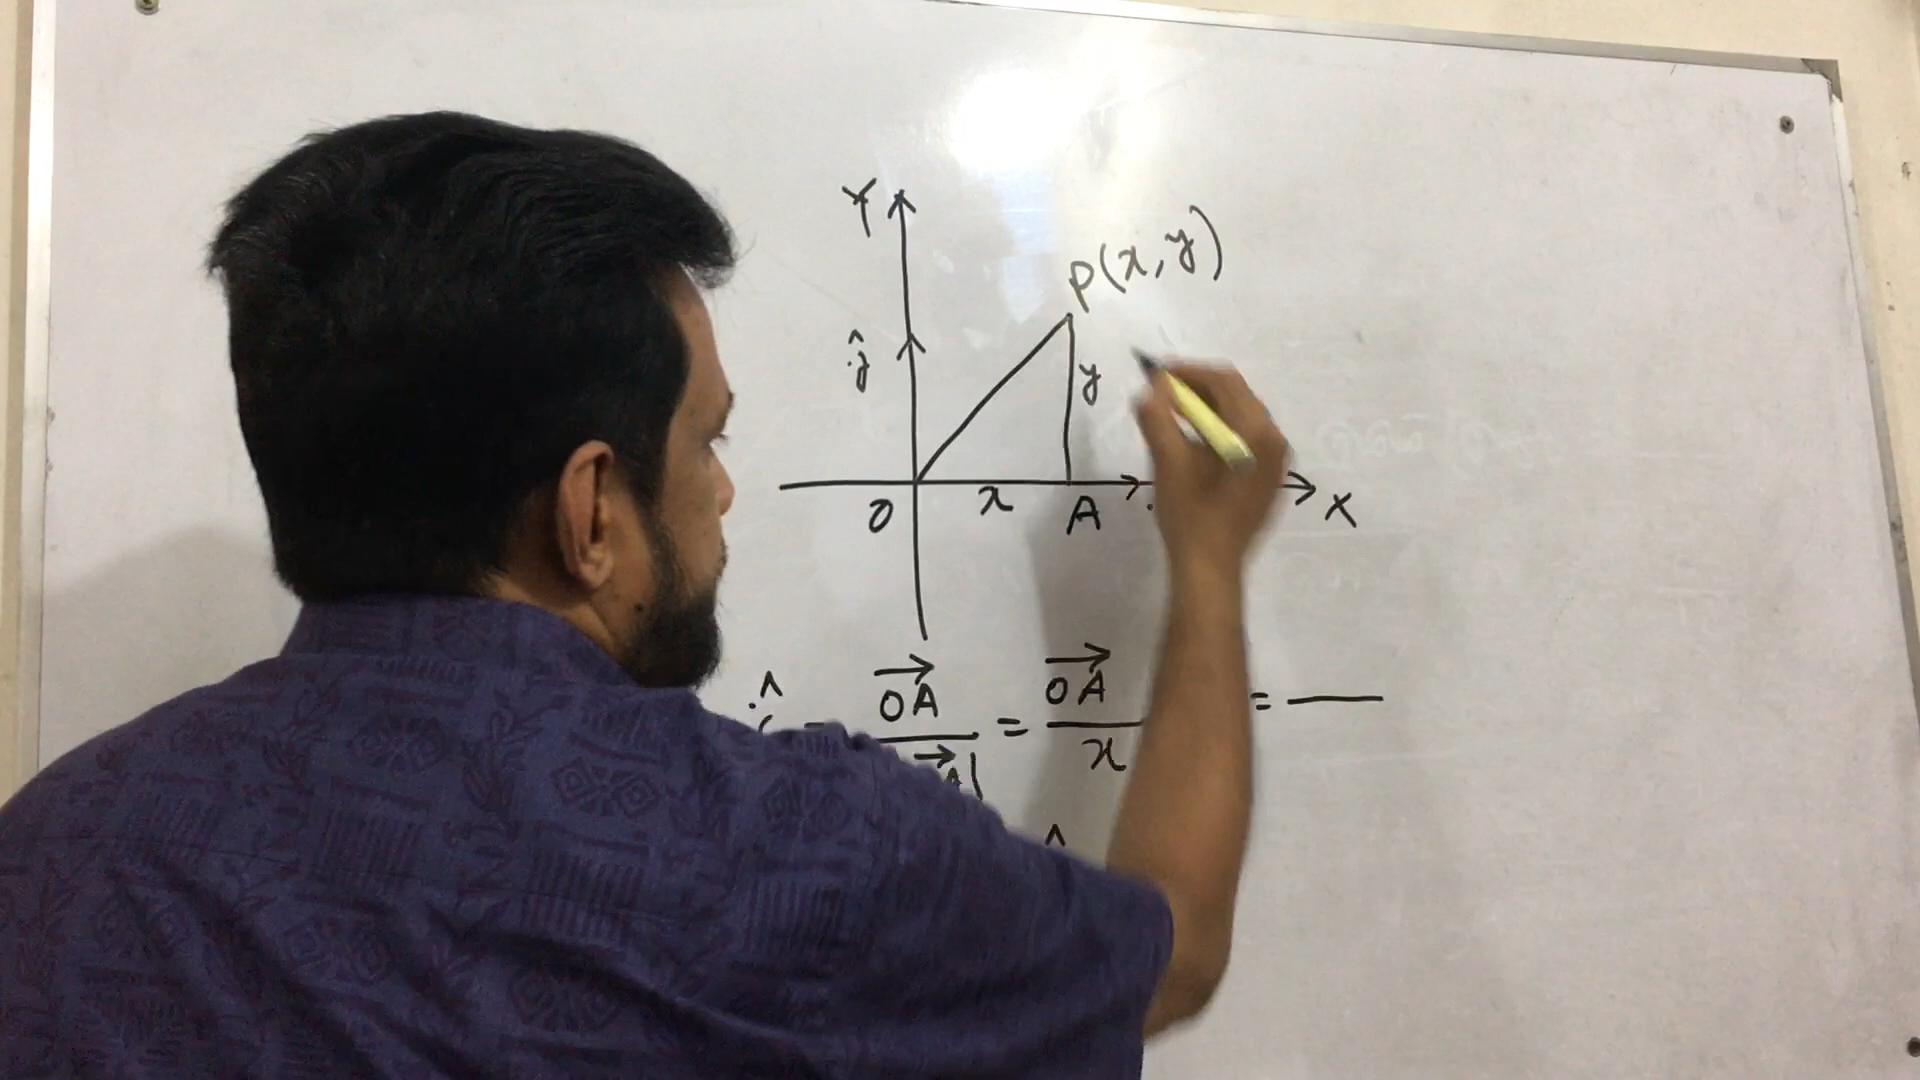 Y
P(x, y)
ĵ
y
O x A X
î = OA⃗ / |OA⃗| = OA⃗ / x
= —